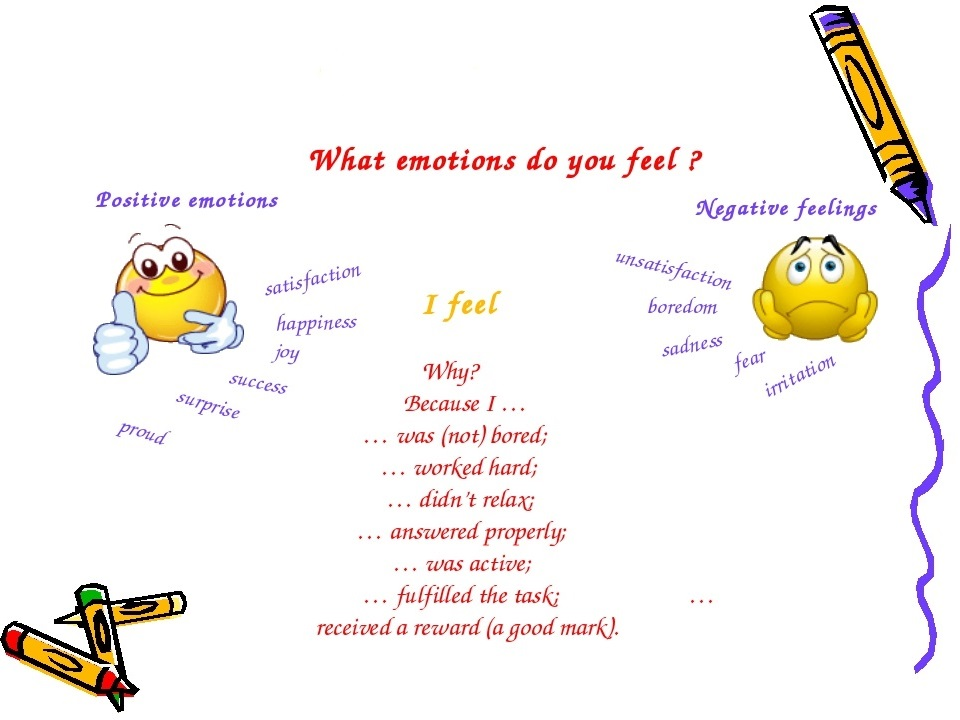 What emotions do you feel ?
Positive emotions
Negative feelings
satisfaction
happiness
joy
success
surprise
proud
I feel
unsatisfaction
boredom
sadness
fear
irritation
Why?
Because I …
… was (not) bored;
… worked hard;
… didn’t relax;
… answered properly;
… was active;
… fulfilled the task; …
received a reward (a good mark).